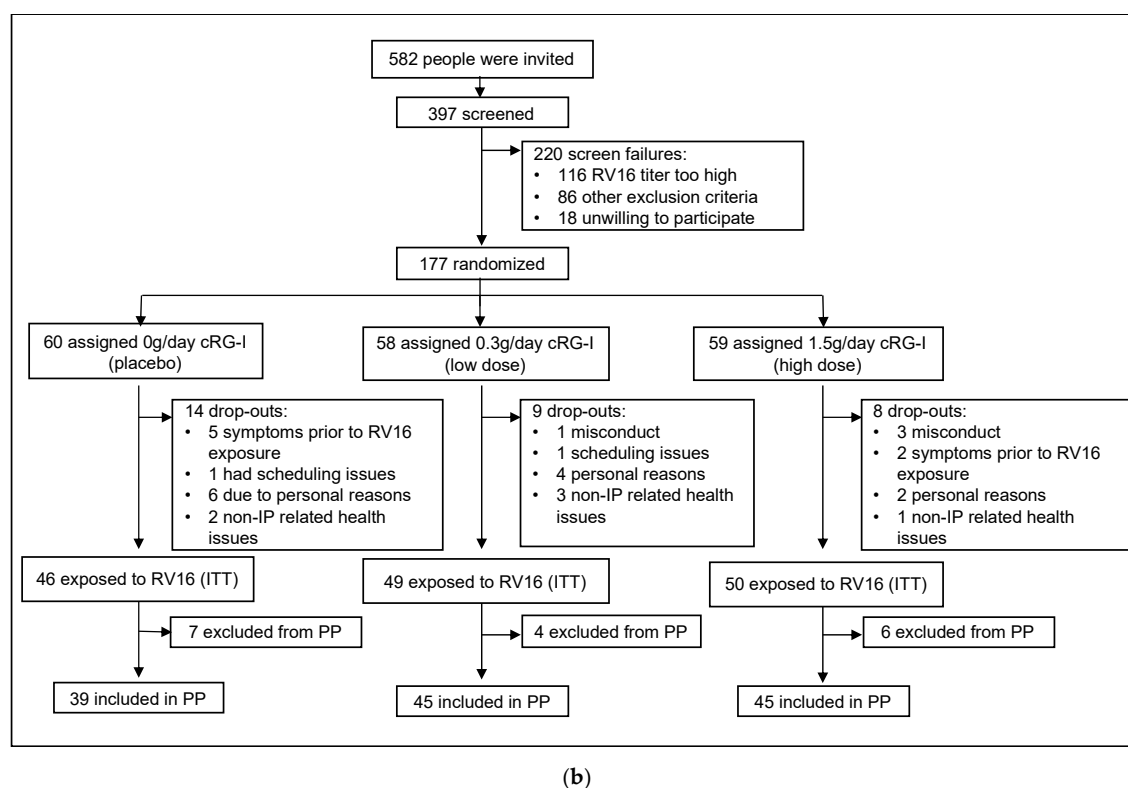 582 people were invited
397 screened
220 screen failures:
• 116 RV16 titer too high
• 86 other exclusion criteria
• 18 unwilling to participate
177 randomized
60 assigned 0g/day cRG-I
(placebo)
58 assigned 0.3g/day cRG-I
(low dose)
59 assigned 1.5g/day cRG-I
(high dose)
14 drop-outs:
• 5 symptoms prior to RV16
exposure
• 1 had scheduling issues
• 6 due to personal reasons
• 2 non-IP related health
issues
9 drop-outs:
• 1 misconduct
• 1 scheduling issues
• 4 personal reasons
• 3 non-IP related health
issues
8 drop-outs:
• 3 misconduct
• 2 symptoms prior to RV16
exposure
• 2 personal reasons
• 1 non-IP related health
issues
46 exposed to RV16 (ITT)
49 exposed to RV16 (ITT)
50 exposed to RV16 (ITT)
7 excluded from PP
4 excluded from PP
6 excluded from PP
39 included in PP
45 included in PP
45 included in PP
(b)